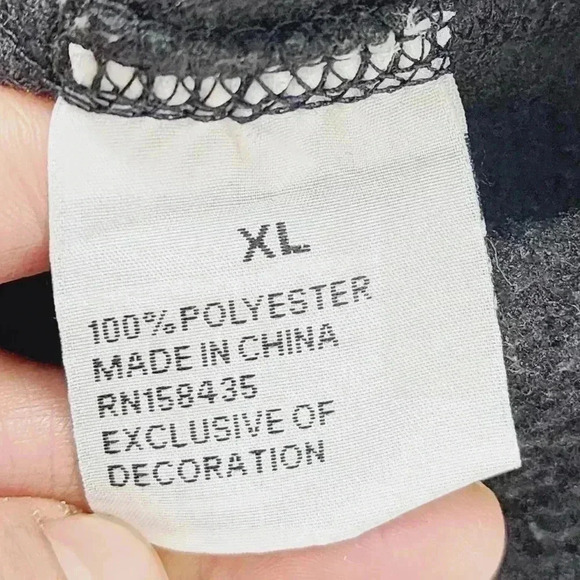 XL
100% POLYESTER
MADE IN CHINA
RN158435
EXCLUSIVE OF
DECORATION